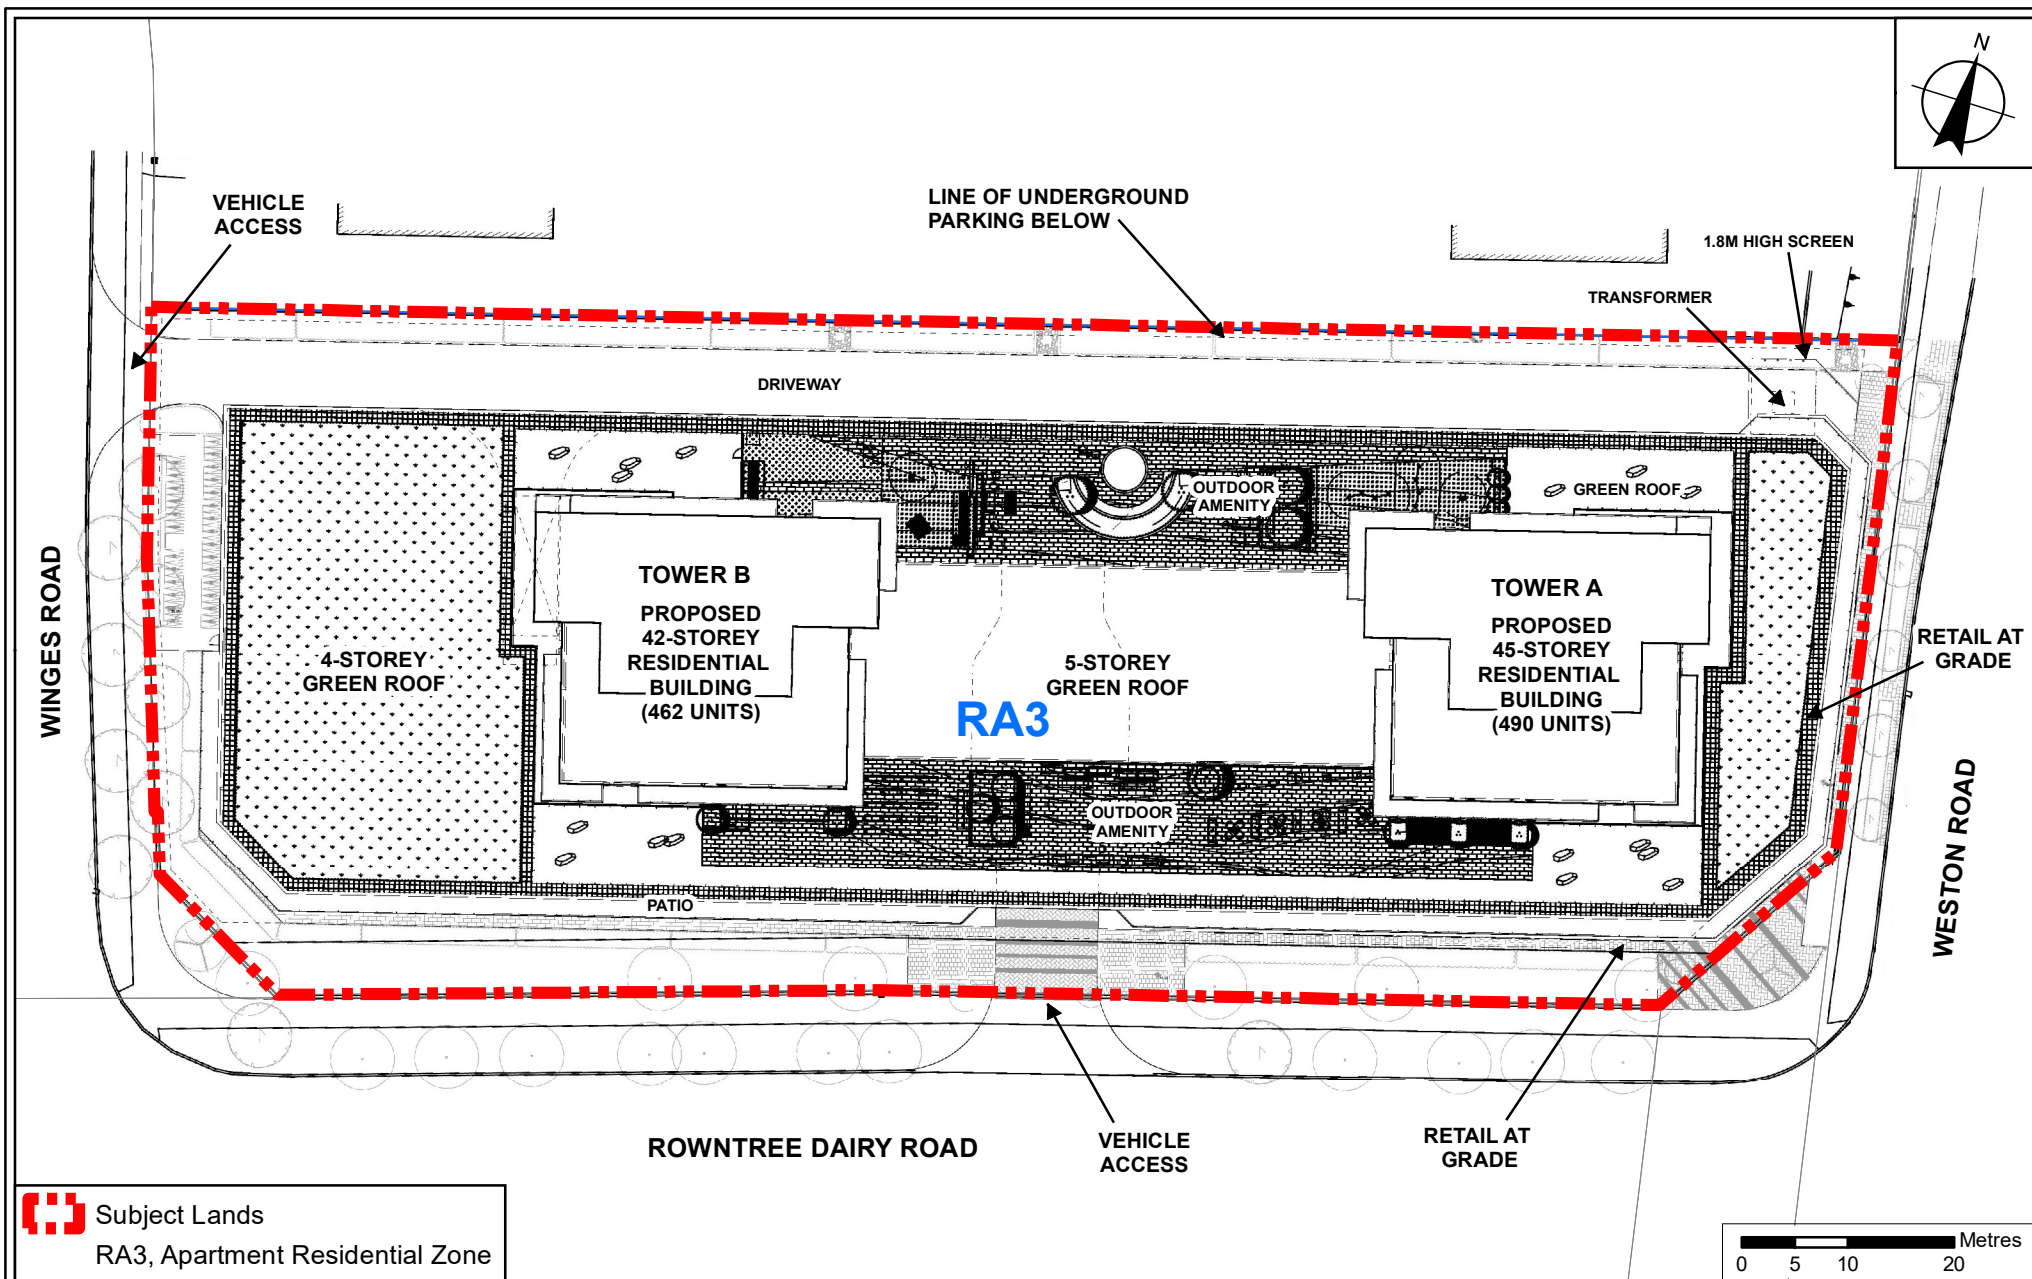 N
VEHICLE
ACCESS
LINE OF UNDERGROUND
PARKING BELOW
1.8M HIGH SCREEN
TRANSFORMER
DRIVEWAY
OUTDOOR
AMENITY
GREEN ROOF
TOWER B
PROPOSED
42-STOREY
RESIDENTIAL
BUILDING
(462 UNITS)
TOWER A
PROPOSED
45-STOREY
RESIDENTIAL
BUILDING
(490 UNITS)
WINGES ROAD
4-STOREY
GREEN ROOF
5-STOREY
GREEN ROOF
RA3
RETAIL AT
GRADE
OUTDOOR
AMENITY
WESTON ROAD
PATIO
ROWNTREE DAIRY ROAD
VEHICLE
ACCESS
RETAIL AT
GRADE
Subject Lands
RA3, Apartment Residential Zone
Metres
0 5 10 20